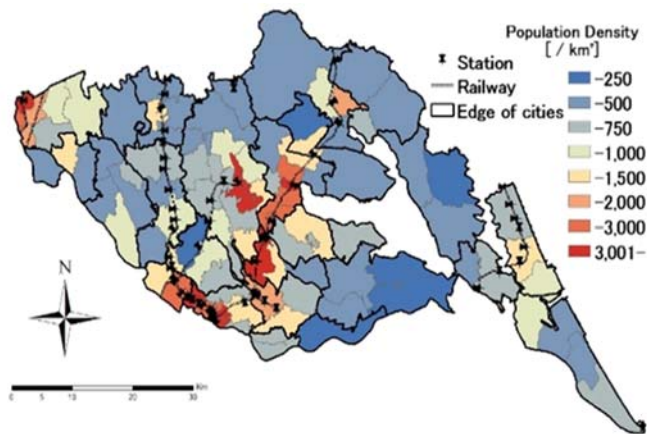 Population Density
[ / km²]
Station
Railway
Edge of cities
-250
-500
-750
-1,000
-1,500
-2,000
-3,000
3,001-
N
Km
0 5 10 20 30